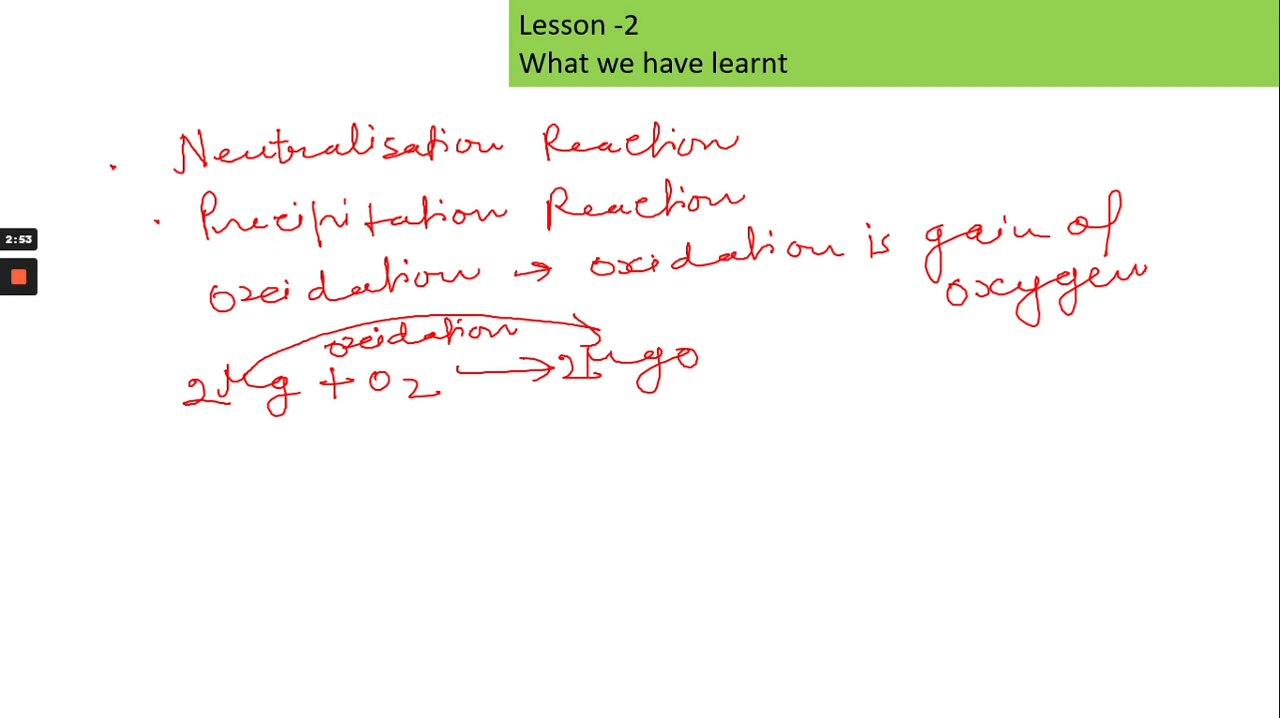 Lesson -2
What we have learnt
. Neutralisation Reaction
. Precipitation Reaction
oxidation → oxidation is gain of
oxygen
oxidation
2Mg + O2 → 2Mgo
2:53